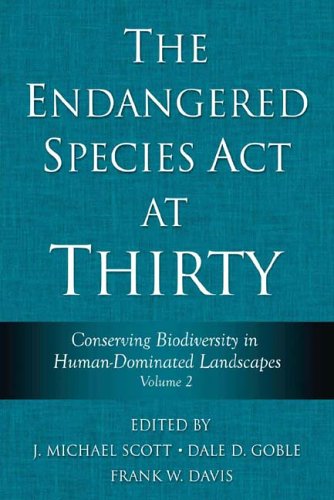 THE
ENDANGERED
SPECIES ACT
AT
THIRTY
Conserving Biodiversity in
Human-Dominated Landscapes
Volume 2
EDITED BY
J. MICHAEL SCOTT • DALE D. GOBLE
FRANK W. DAVIS